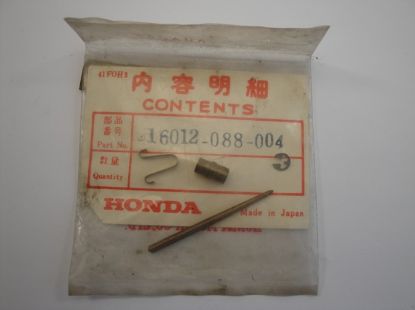 41FOH3
内容明細
CONTENTS
部品
番号
Part No.
16012-088-004
数量
Quantity
HONDA
Made in Japan